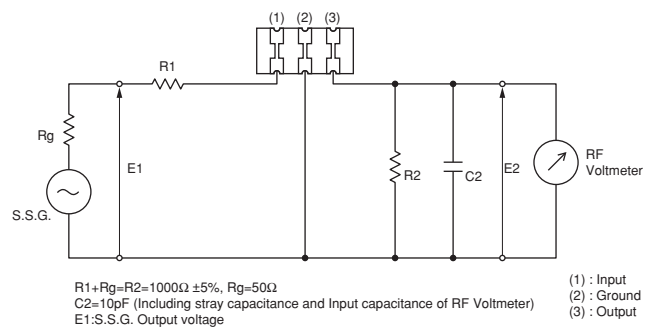 (1) (2) (3)
R1
Rg
E1
R2
C2
E2
RF
Voltmeter
S.S.G.
R1+Rg=R2=1000Ω ±5%, Rg=50Ω
C2=10pF (Including stray capacitance and Input capacitance of RF Voltmeter)
E1:S.S.G. Output voltage
(1) : Input
(2) : Ground
(3) : Output